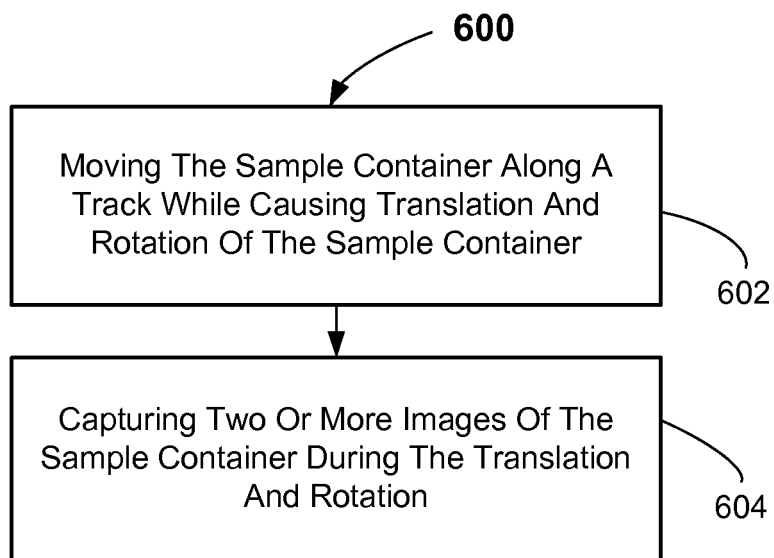 600
Moving The Sample Container Along A
Track While Causing Translation And
Rotation Of The Sample Container
602
Capturing Two Or More Images Of The
Sample Container During The Translation
And Rotation
604